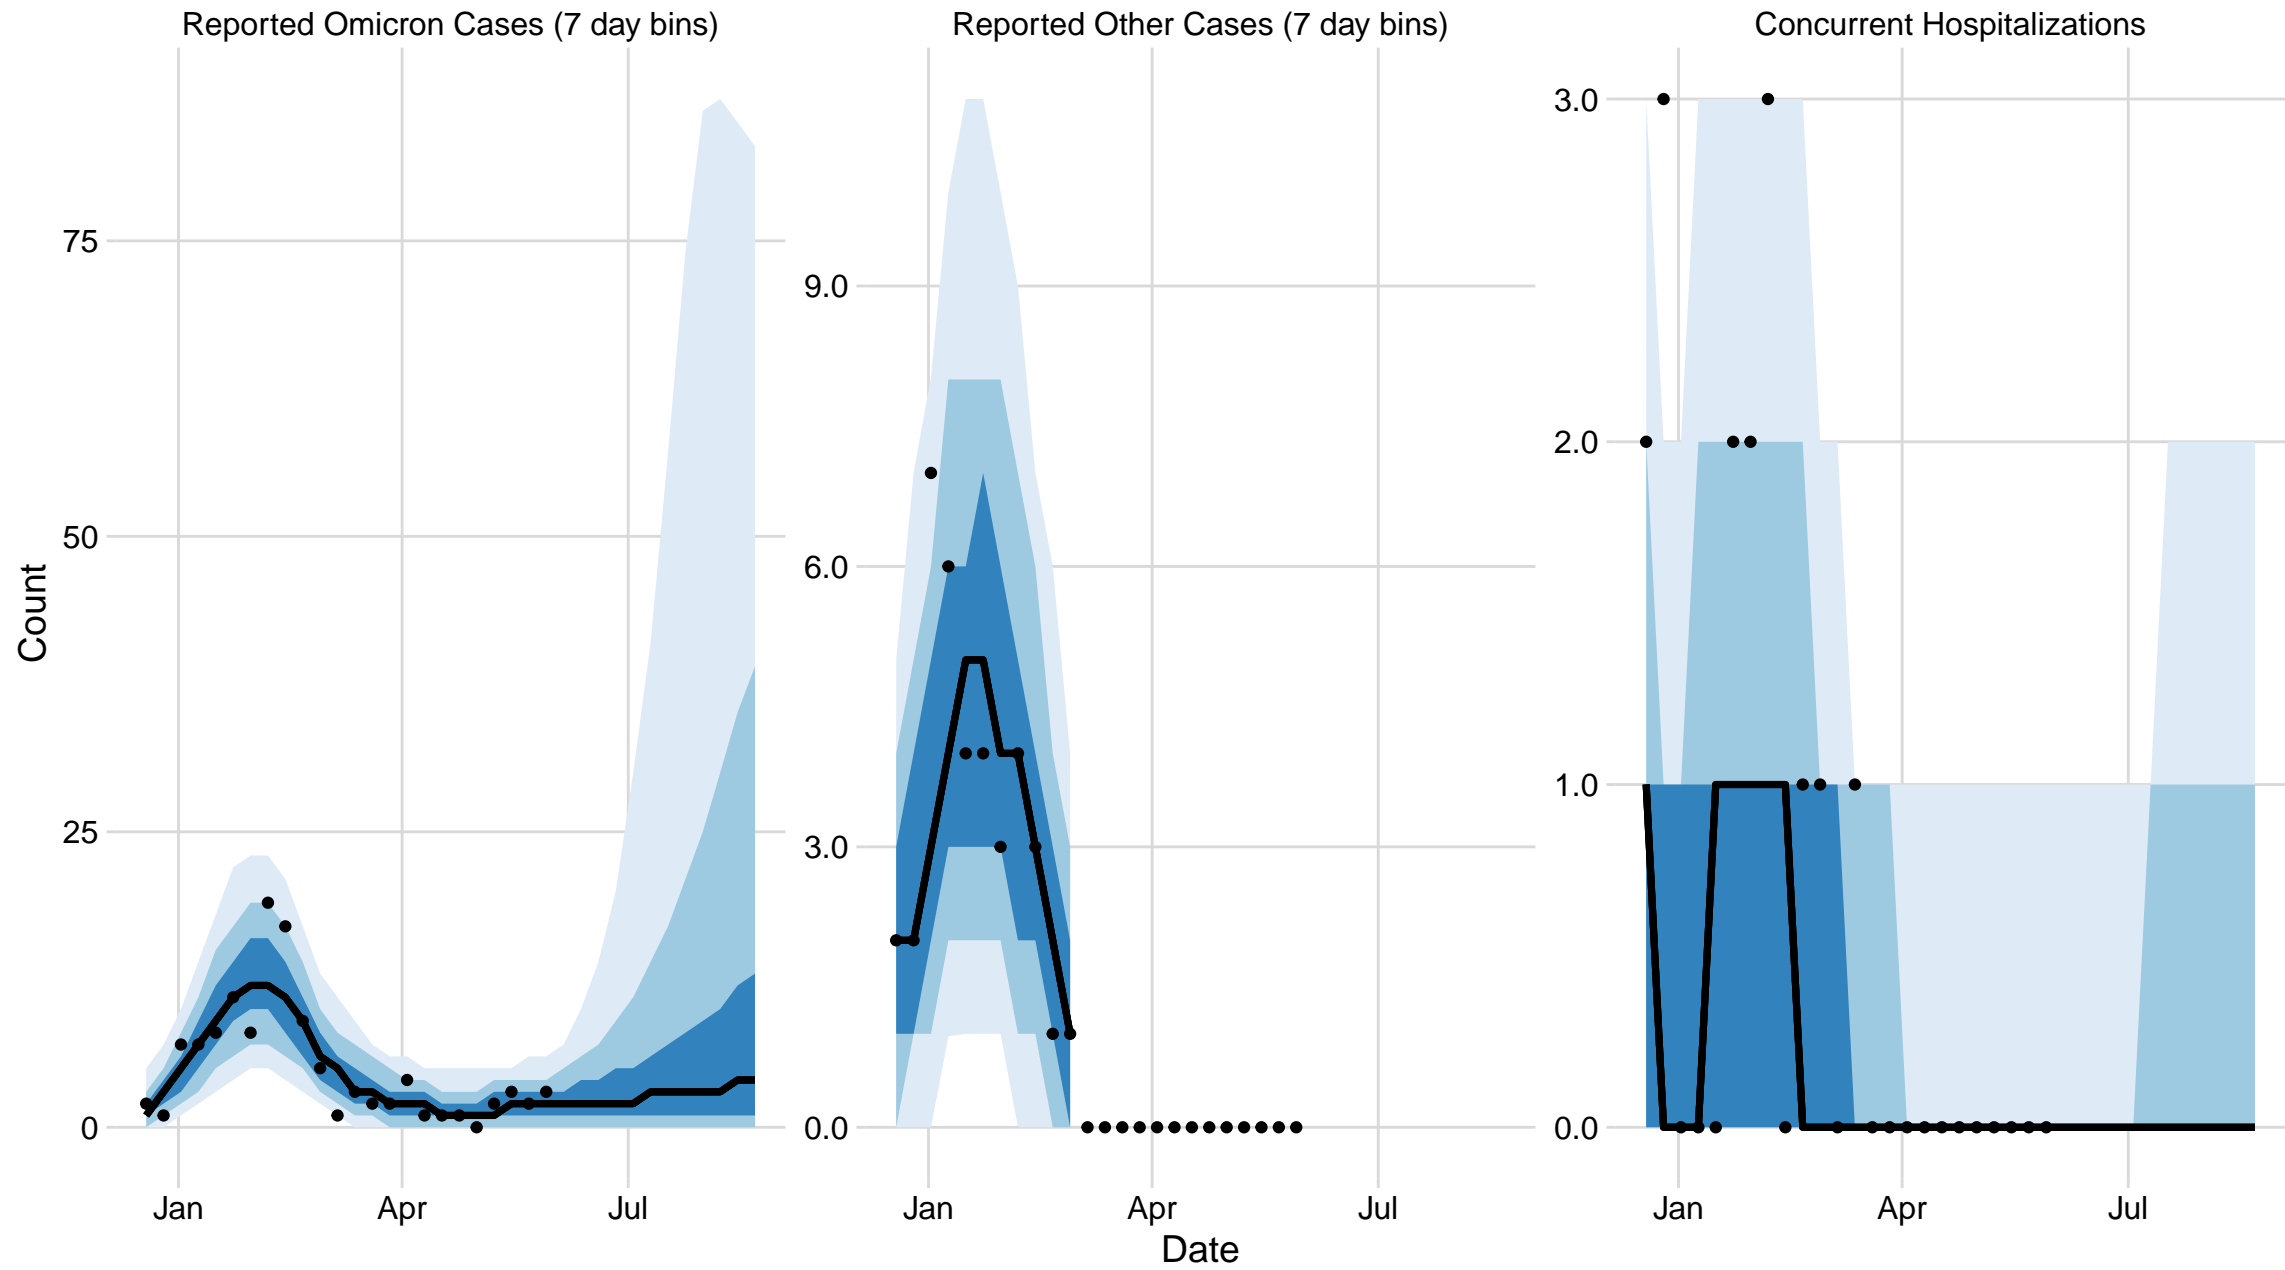 Reported Omicron Cases (7 day bins)
Reported Other Cases (7 day bins)
Concurrent Hospitalizations
Count
75
50
25
0
9.0
6.0
3.0
0.0
3.0
2.0
1.0
0.0
Jan Apr Jul
Jan Apr Jul
Jan Apr Jul
Date